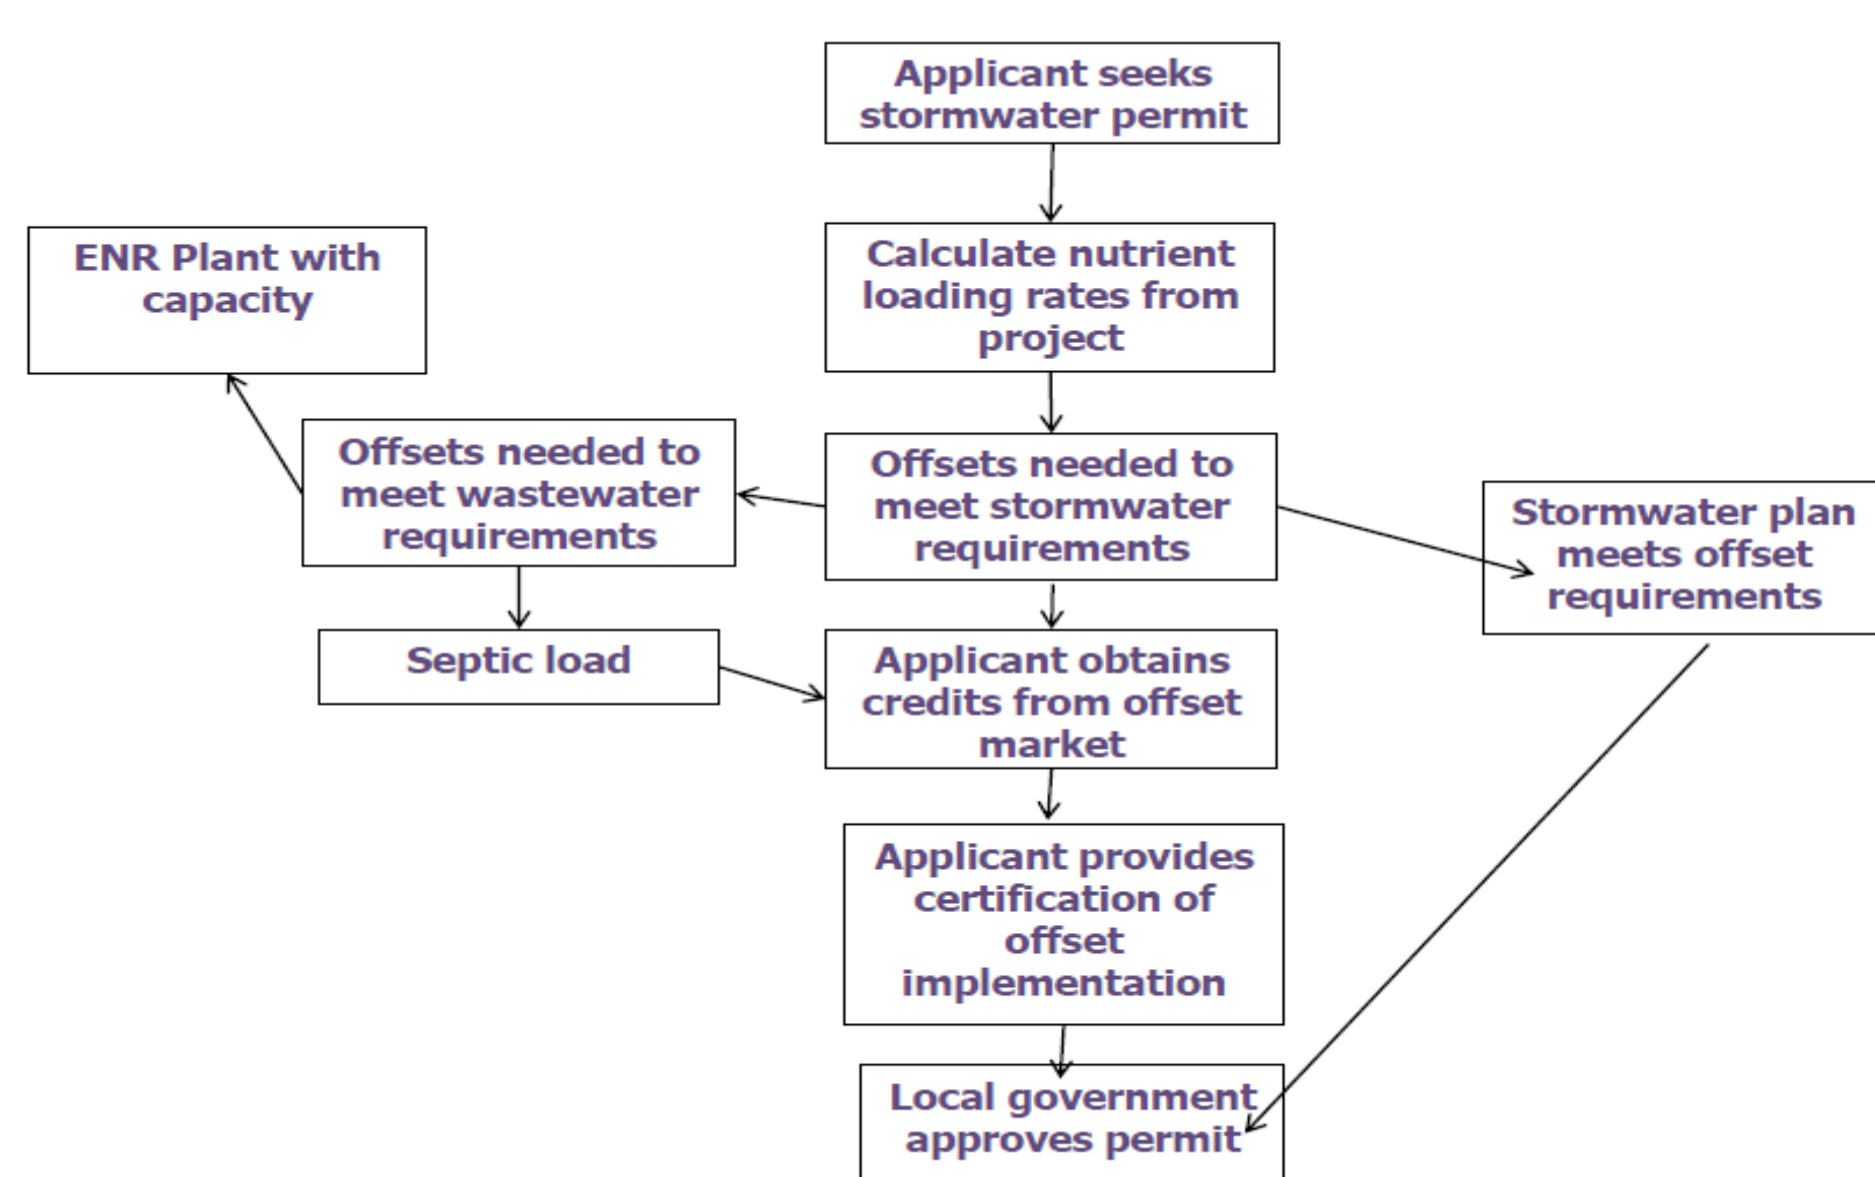 Applicant seeks
stormwater permit
Calculate nutrient
loading rates from
project
ENR Plant with
capacity
Offsets needed to
meet wastewater
requirements
Offsets needed to
meet stormwater
requirements
Stormwater plan
meets offset
requirements
Septic load
Applicant obtains
credits from offset
market
Applicant provides
certification of
offset
implementation
Local government
approves permit